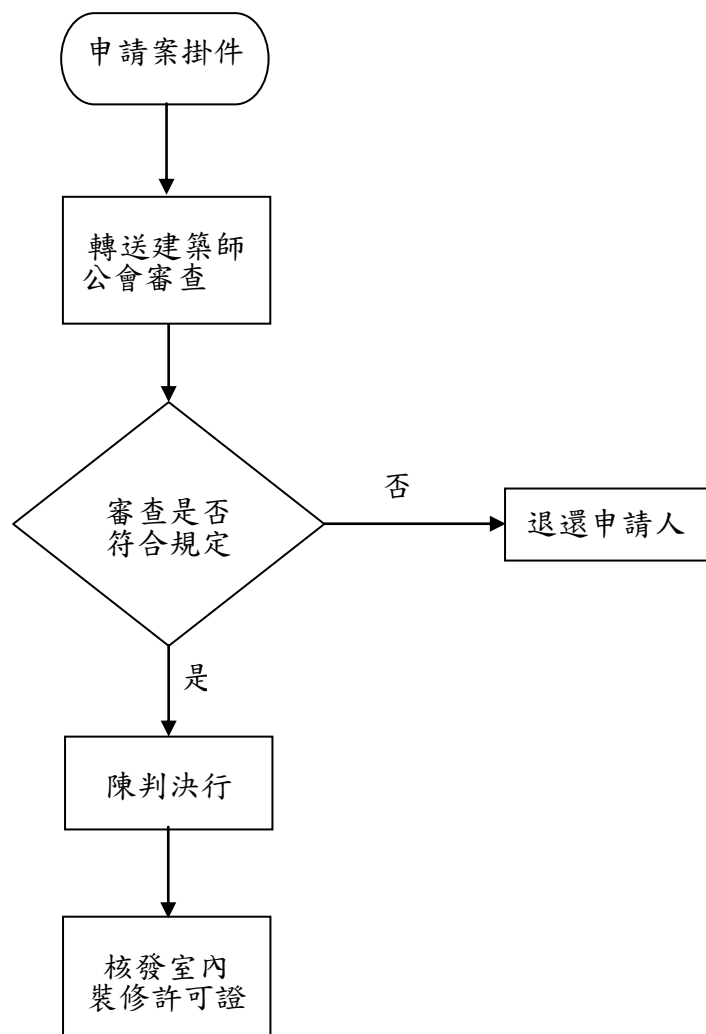 申請案掛件
轉送建築師
公會審查
審查是否
符合規定
否
退還申請人
是
陳判決行
核發室內
裝修許可證